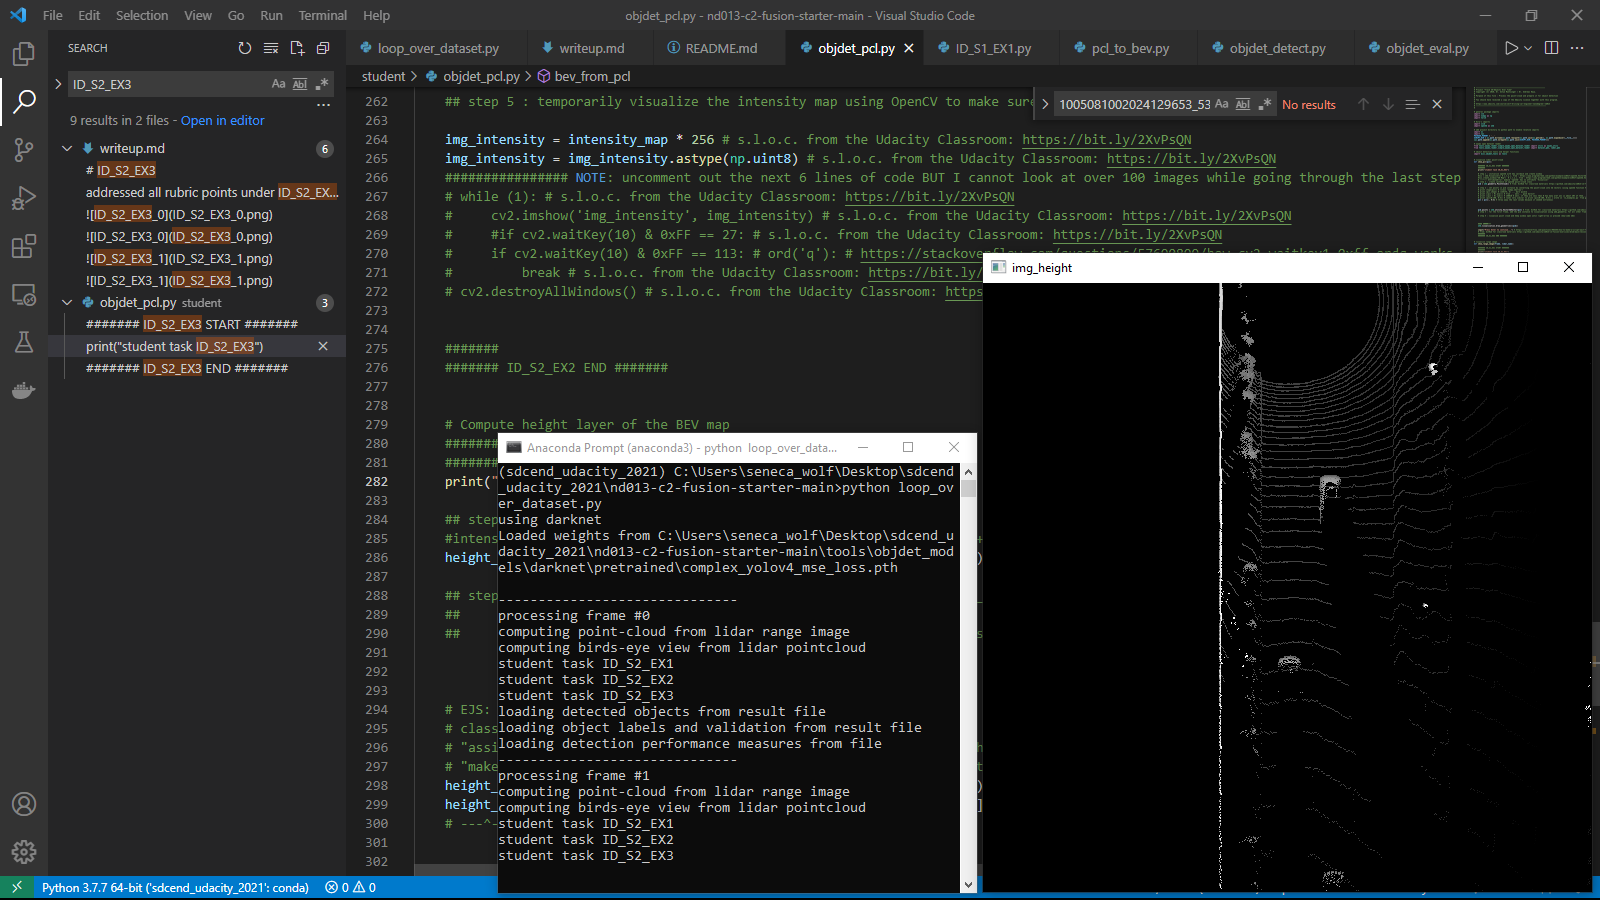 File Edit Selection View Go Run Terminal Help
objdet_pcl.py - nd013-c2-fusion-starter-main - Visual Studio Code
SEARCH
ID_S2_EX3
Aa Abl .*
9 results in 2 files - Open in editor
writeup.md 6
# ID_S2_EX3
addressed all rubric points under ID_S2_EX...
![ID_S2_EX3_0](ID_S2_EX3_0.png)
![ID_S2_EX3_0](ID_S2_EX3_0.png)
![ID_S2_EX3_1](ID_S2_EX3_1.png)
![ID_S2_EX3_1](ID_S2_EX3_1.png)
objdet_pcl.py student 3
####### ID_S2_EX3 START #######
print("student task ID_S2_EX3")
####### ID_S2_EX3 END #######
loop_over_dataset.py writeup.md README.md objdet_pcl.py ID_S1_EX1.py pcl_to_bev.py objdet_detect.py objdet_eval.py
student > objdet_pcl.py > bev_from_pcl
1005081002024129653_53 Aa Abl .* No results
262 ## step 5 : temporarily visualize the intensity map using OpenCV to make sur
263
264 img_intensity = intensity_map * 256 # s.l.o.c. from the Udacity Classroom: https://bit.ly/2XvPsQN
265 img_intensity = img_intensity.astype(np.uint8) # s.l.o.c. from the Udacity Classroom: https://bit.ly/2XvPsQN
266 ################ NOTE: uncomment out the next 6 lines of code BUT I cannot look at over 100 images while going through the last step
267 # while (1): # s.l.o.c. from the Udacity Classroom: https://bit.ly/2XvPsQN
268 #     cv2.imshow('img_intensity', img_intensity) # s.l.o.c. from the Udacity Classroom: https://bit.ly/2XvPsQN
269 #     #if cv2.waitKey(10) & 0xFF == 27: # s.l.o.c. from the Udacity Classroom: https://bit.ly/2XvPsQN
270 #     if cv2.waitKey(10) & 0xFF == 113: # ord('q'): #
271 #         break # s.l.o.c. from the Udacity Classroom: https://bit.ly/
272 # cv2.destroyAllWindows() # s.l.o.c. from the Udacity Classroom: https
273
274
275 #######
276 ####### ID_S2_EX2 END #######
277
278
279 # Compute height layer of the BEV map
280 #######
281 #######
282 print("
283
284 ## step
285 #intens
286 height_
287
288 ## step
289 ##
290 ##
291
292
293
294 # EJS:
295 # clas
296 # "assi
297 # "make
298 height_
299 height_
300 # ---^-
301
302
Anaconda Prompt (anaconda3) - python loop_over_data...
(sdcend_udacity_2021) C:\Users\seneca_wolf\Desktop\sdcend
_udacity_2021\nd013-c2-fusion-starter-main>python loop_ov
er_dataset.py
using darknet
Loaded weights from C:\Users\seneca_wolf\Desktop\sdcend_u
dacity_2021\nd013-c2-fusion-starter-main\tools\objdet_mod
els\darknet\pretrained\complex_yolov4_mse_loss.pth
------------------------------
processing frame #0
computing point-cloud from lidar range image
computing birds-eye view from lidar pointcloud
student task ID_S2_EX1
student task ID_S2_EX2
student task ID_S2_EX3
loading detected objects from result file
loading object labels and validation from result file
loading detection performance measures from file
------------------------------
processing frame #1
computing point-cloud from lidar range image
computing birds-eye view from lidar pointcloud
student task ID_S2_EX1
student task ID_S2_EX2
student task ID_S2_EX3
img_height
Python 3.7.7 64-bit ('sdcend_udacity_2021': conda) 0 0